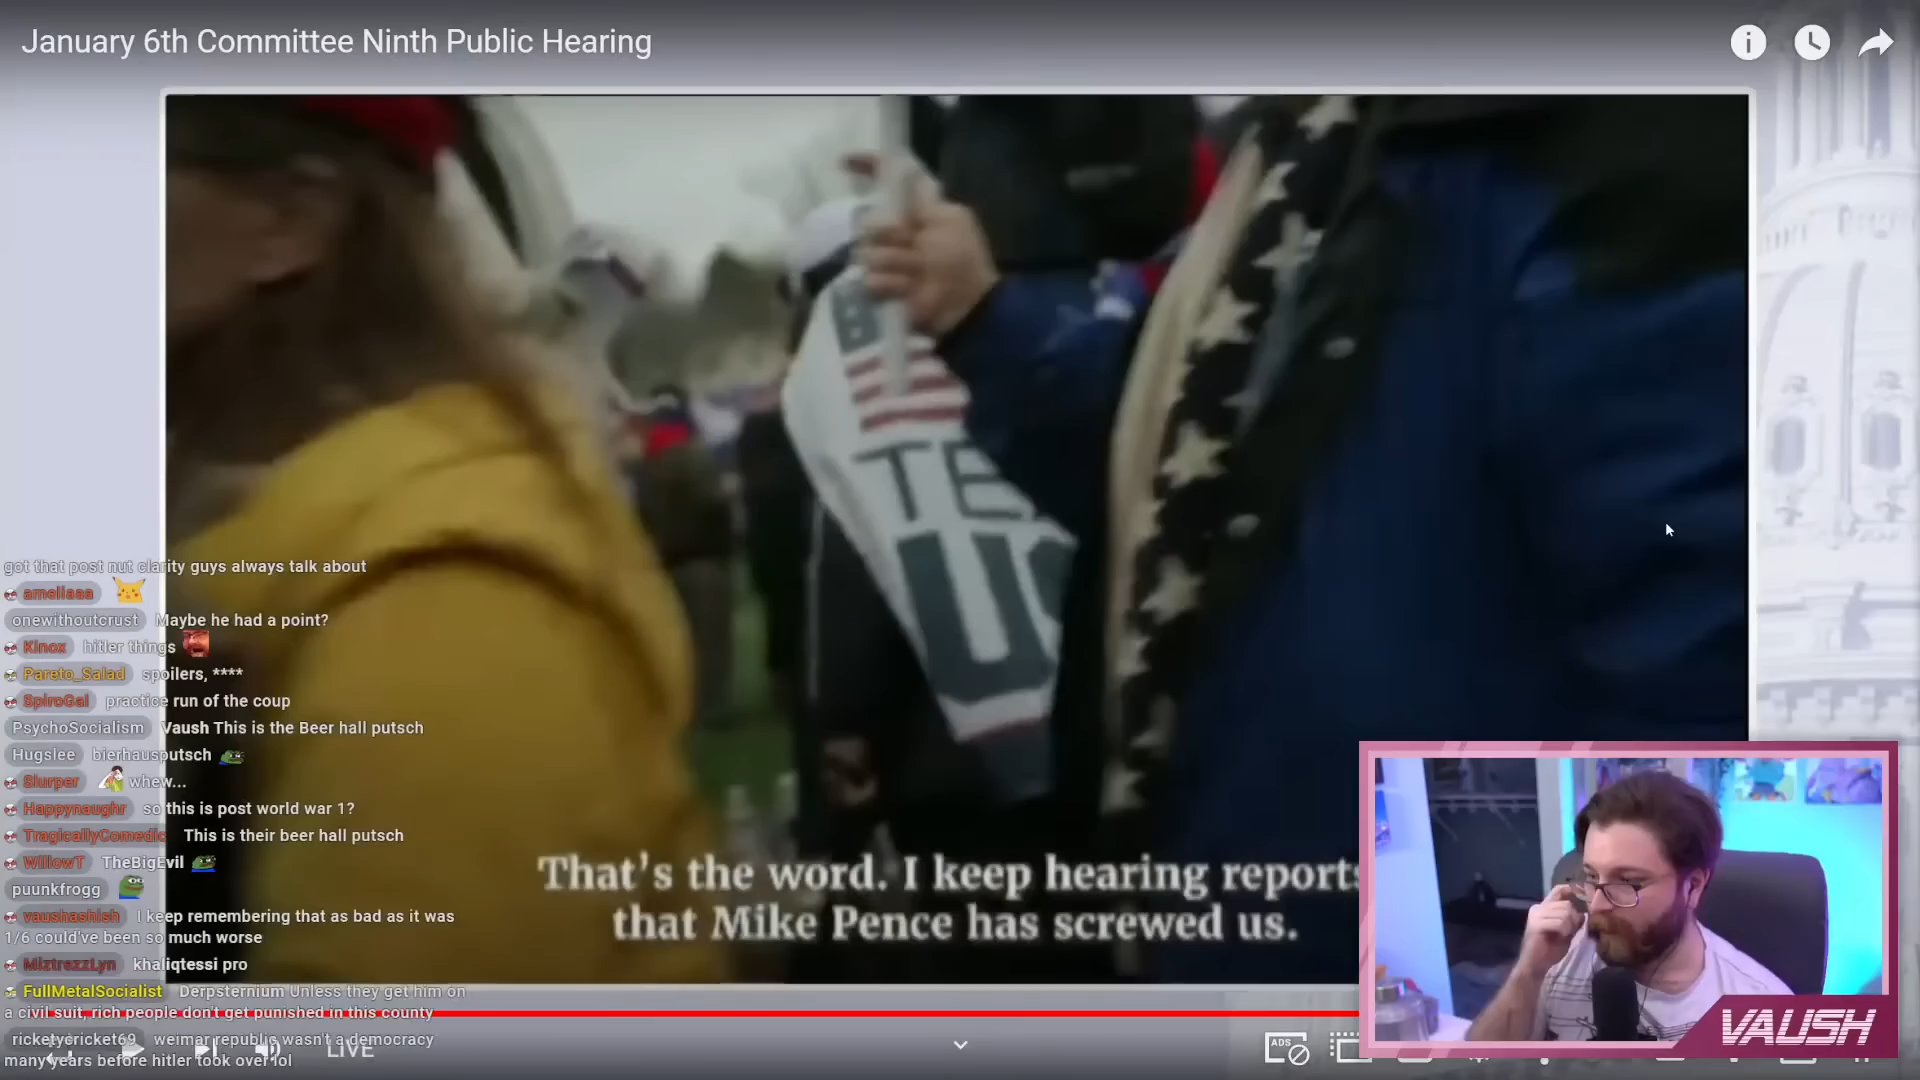 January 6th Committee Ninth Public Hearing
TE
got that post nut clarity guys always talk about
ameliaaa
onewithoutcrust Maybe he had a point?
Kinox hitler things
Pareto_Salad spoilers, ****
SpiroGal practice run of the coup
PsychoSocialism Vaush This is the Beer hall putsch
Hugslee bierhausputsch
Slurper whew...
Happynaughr so this is post world war 1?
TragicallyComedic This is their beer hall putsch
WillowT TheBigEvil
puunkfrogg
vaushashish I keep remembering that as bad as it was
1/6 could've been so much worse
MiztrezzLyn khaliqtessi pro
FullMetalSocialist Derpsternium Unless they get him on
a civil suit, rich people don't get punished in this county
ricketycricket69 weimar republic wasn't a democracy
many years before hitler took over lol
That's the word. I keep hearing reports
that Mike Pence has screwed us.
LIVE
ADS
VAUSH